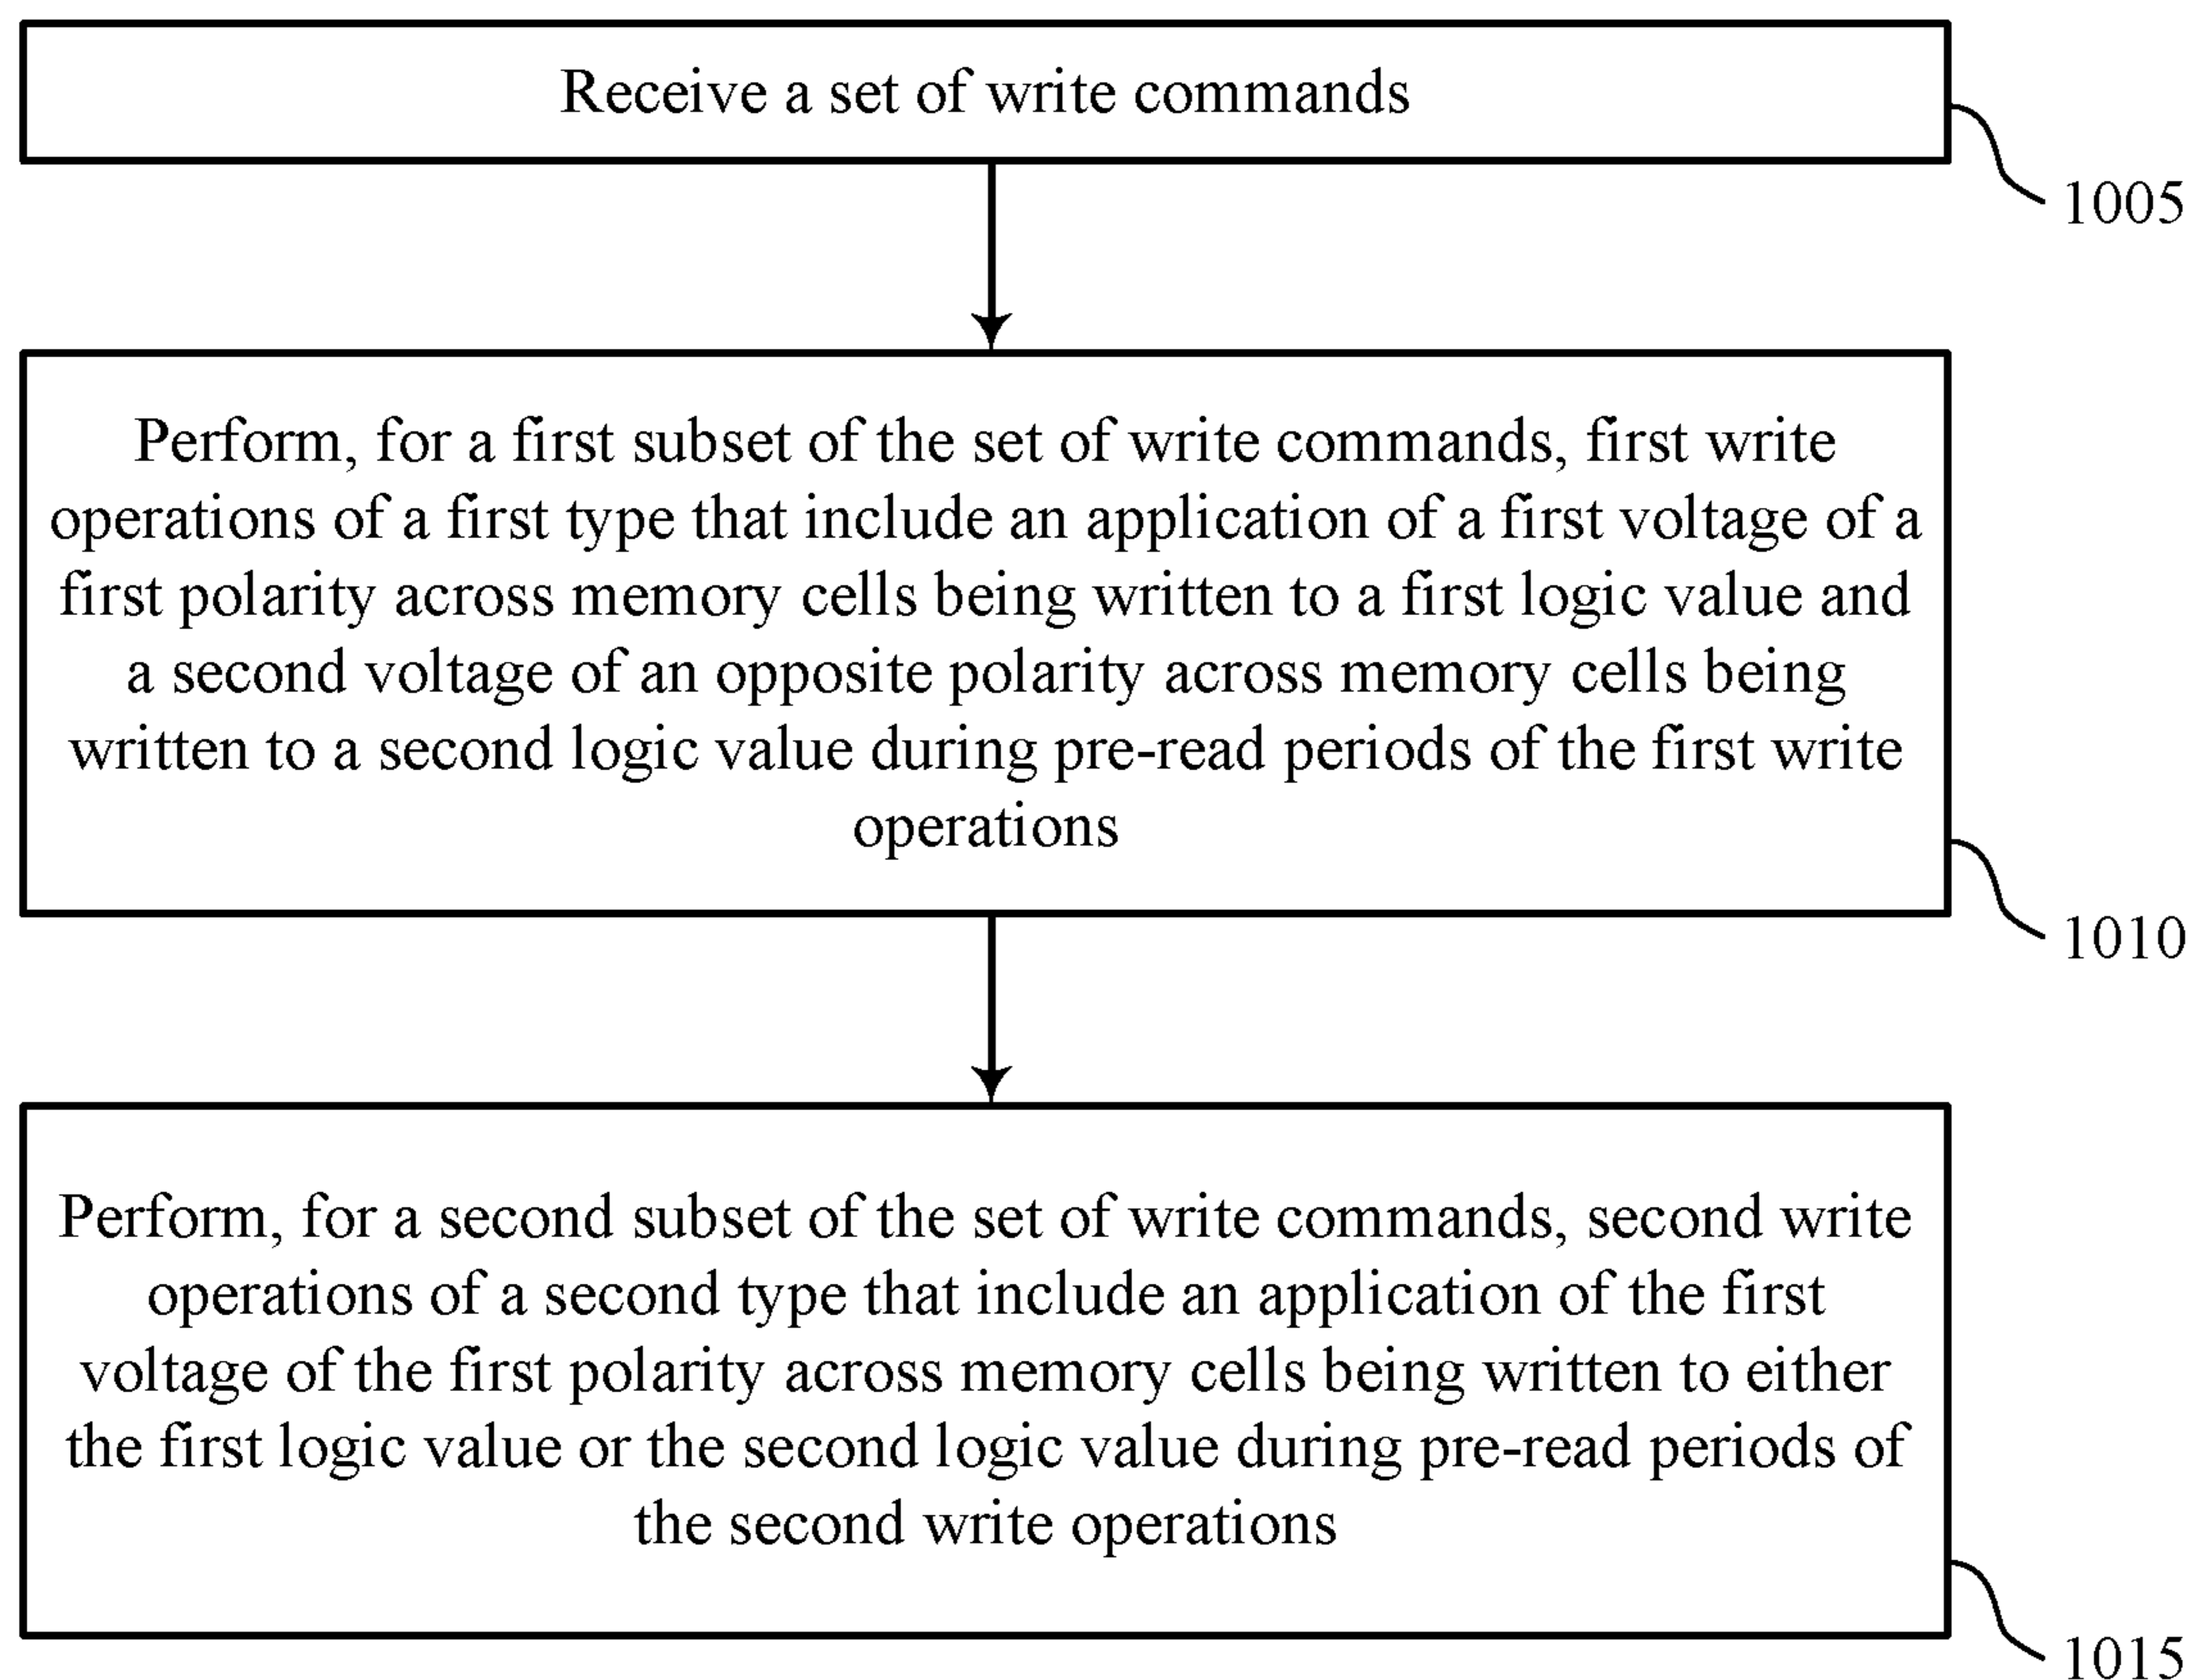 Receive a set of write commands
1005
Perform, for a first subset of the set of write commands, first write
operations of a first type that include an application of a first voltage of a
first polarity across memory cells being written to a first logic value and
a second voltage of an opposite polarity across memory cells being
written to a second logic value during pre-read periods of the first write
operations
1010
Perform, for a second subset of the set of write commands, second write
operations of a second type that include an application of the first
voltage of the first polarity across memory cells being written to either
the first logic value or the second logic value during pre-read periods of
the second write operations
1015